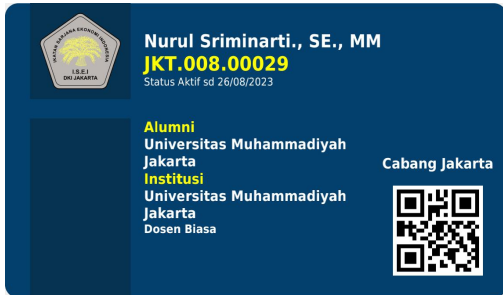 IKATAN SARJANA EKONOMI INDONESIA
I.S.E.I
DKI JAKARTA
Nurul Sriminarti., SE., MM
JKT.008.00029
Status Aktif sd 26/08/2023
Alumni
Universitas Muhammadiyah
Jakarta
Institusi
Universitas Muhammadiyah
Jakarta
Dosen Biasa
Cabang Jakarta